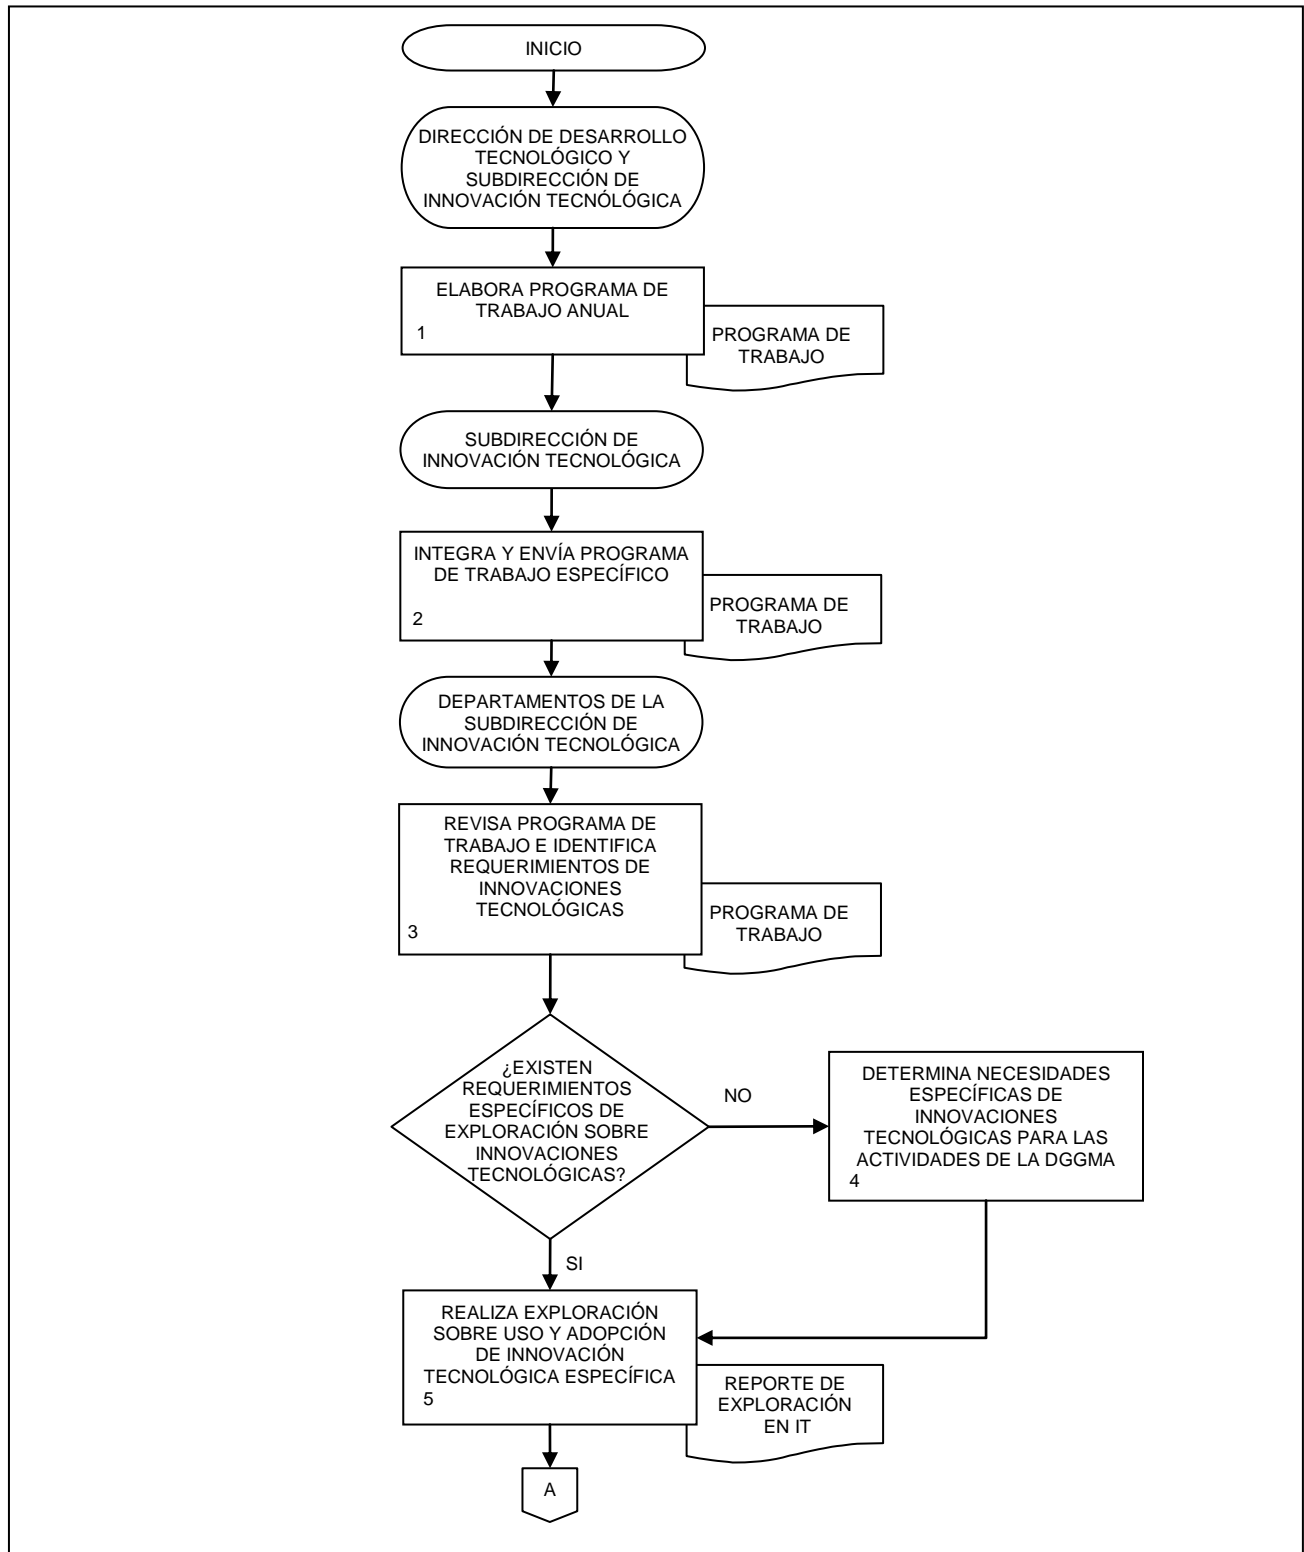 INICIO
DIRECCIÓN DE DESARROLLO
TECNOLÓGICO Y
SUBDIRECCIÓN DE
INNOVACIÓN TECNÓLÓGICA
ELABORA PROGRAMA DE
TRABAJO ANUAL
1
PROGRAMA DE
TRABAJO
SUBDIRECCIÓN DE
INNOVACIÓN TECNOLÓGICA
INTEGRA Y ENVÍA PROGRAMA
DE TRABAJO ESPECÍFICO
2
PROGRAMA DE
TRABAJO
DEPARTAMENTOS DE LA
SUBDIRECCIÓN DE
INNOVACIÓN TECNOLÓGICA
REVISA PROGRAMA DE
TRABAJO E IDENTIFICA
REQUERIMIENTOS DE
INNOVACIONES
TECNOLÓGICAS
3
PROGRAMA DE
TRABAJO
¿EXISTEN
REQUERIMIENTOS
ESPECÍFICOS DE
EXPLORACIÓN SOBRE
INNOVACIONES
TECNOLÓGICAS?
NO
DETERMINA NECESIDADES
ESPECÍFICAS DE
INNOVACIONES
TECNOLÓGICAS PARA LAS
ACTIVIDADES DE LA DGGMA
4
SI
REALIZA EXPLORACIÓN
SOBRE USO Y ADOPCIÓN
DE INNOVACIÓN
TECNOLÓGICA ESPECÍFICA
5
REPORTE DE
EXPLORACIÓN
EN IT
A